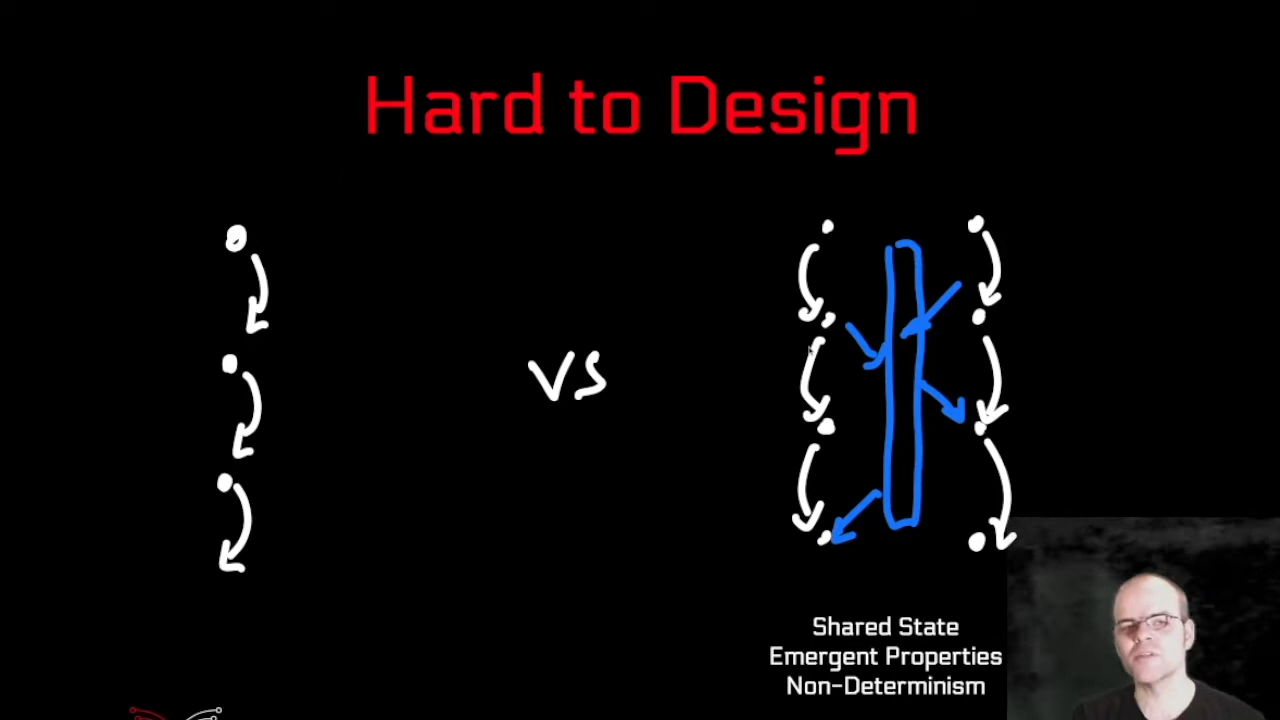 Hard to Design
vs
Shared State
Emergent Properties
Non-Determinism